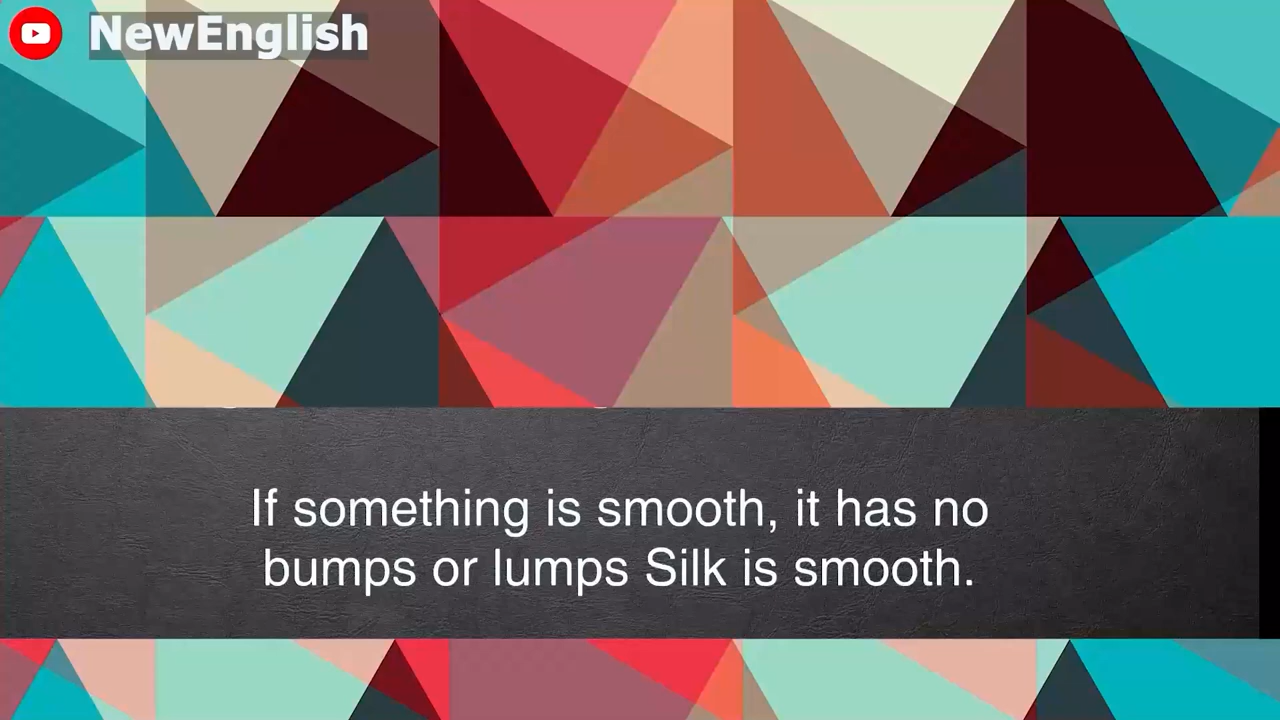 NewEnglish
If something is smooth, it has no
bumps or lumps Silk is smooth.